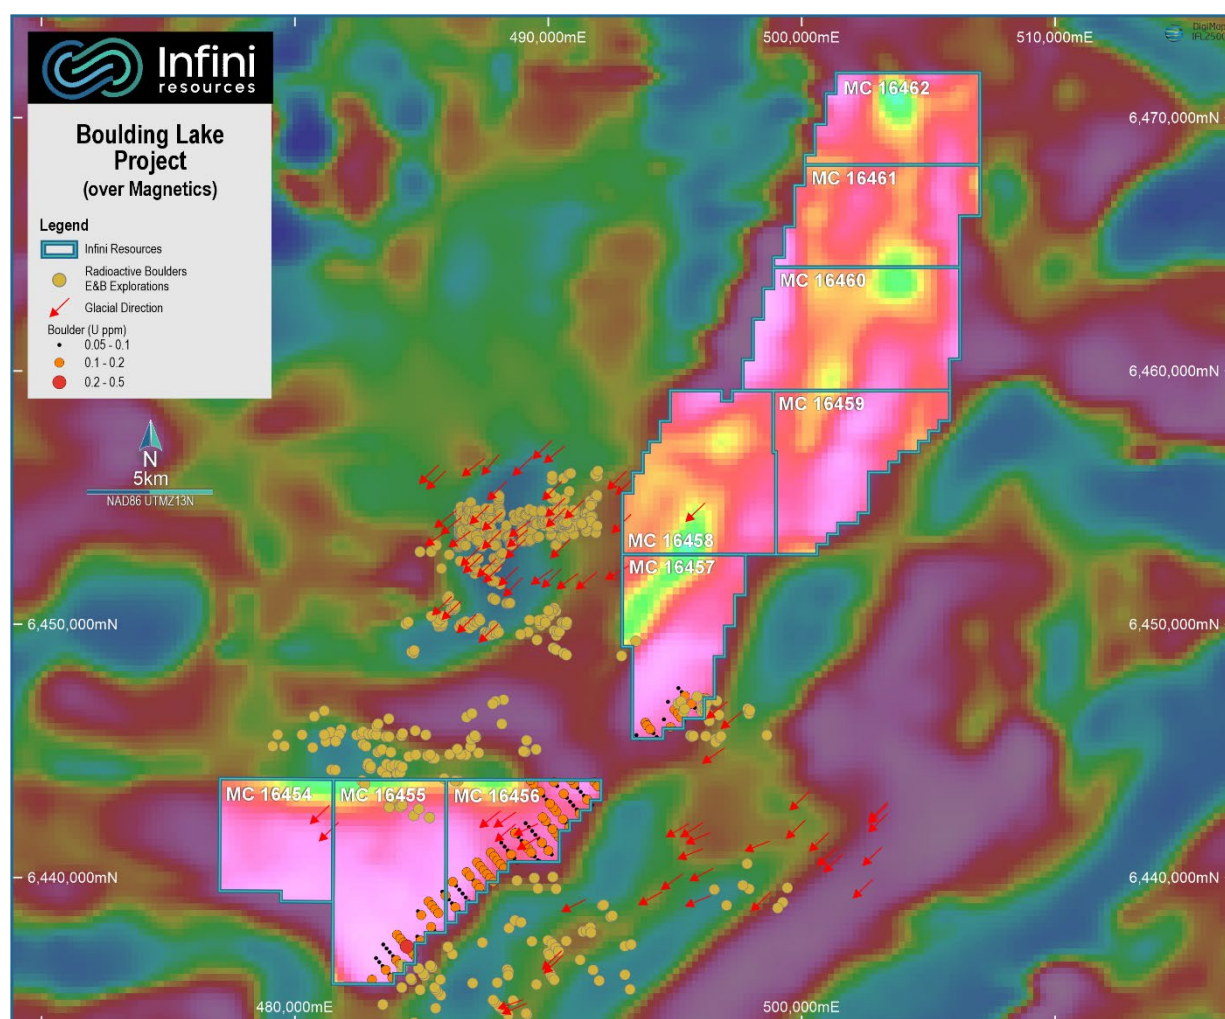 490,000mE
500,000mE
510,000mE
Infini
resources
DigiMap
IFL2500
Boulding Lake
Project
(over Magnetics)
Legend
Infini Resources
Radioactive Boulders
E&B Explorations
Glacial Direction
Boulder (U ppm)
0.05 - 0.1
0.1 - 0.2
0.2 - 0.5
N
5km
NAD86 UTMZ13N
MC 16462
6,470,000mN
MC 16461
MC 16460
6,460,000mN
MC 16459
MC 16458
MC 16457
6,450,000mN
6,450,000mN
MC 16454
MC 16455
MC 16456
6,440,000mN
6,440,000mN
480,000mE
500,000mE